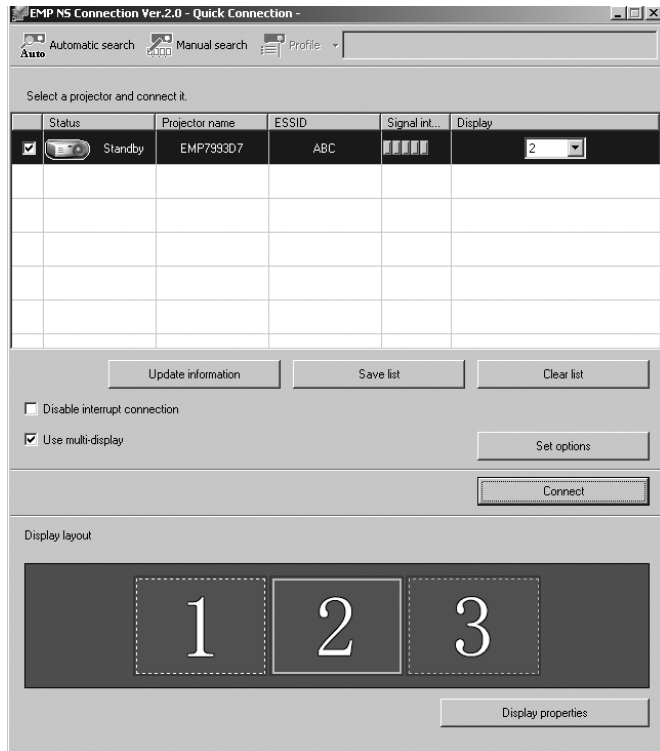 EMP NS Connection Ver.2.0 - Quick Connection -
Auto Automatic search Manual search Profile
Select a projector and connect it.
Status Projector name ESSID Signal int... Display
Standby EMP7993D7 ABC 2
Update information Save list Clear list
Disable interrupt connection
Use multi-display
Set options
Connect
Display layout
1 2 3
Display properties